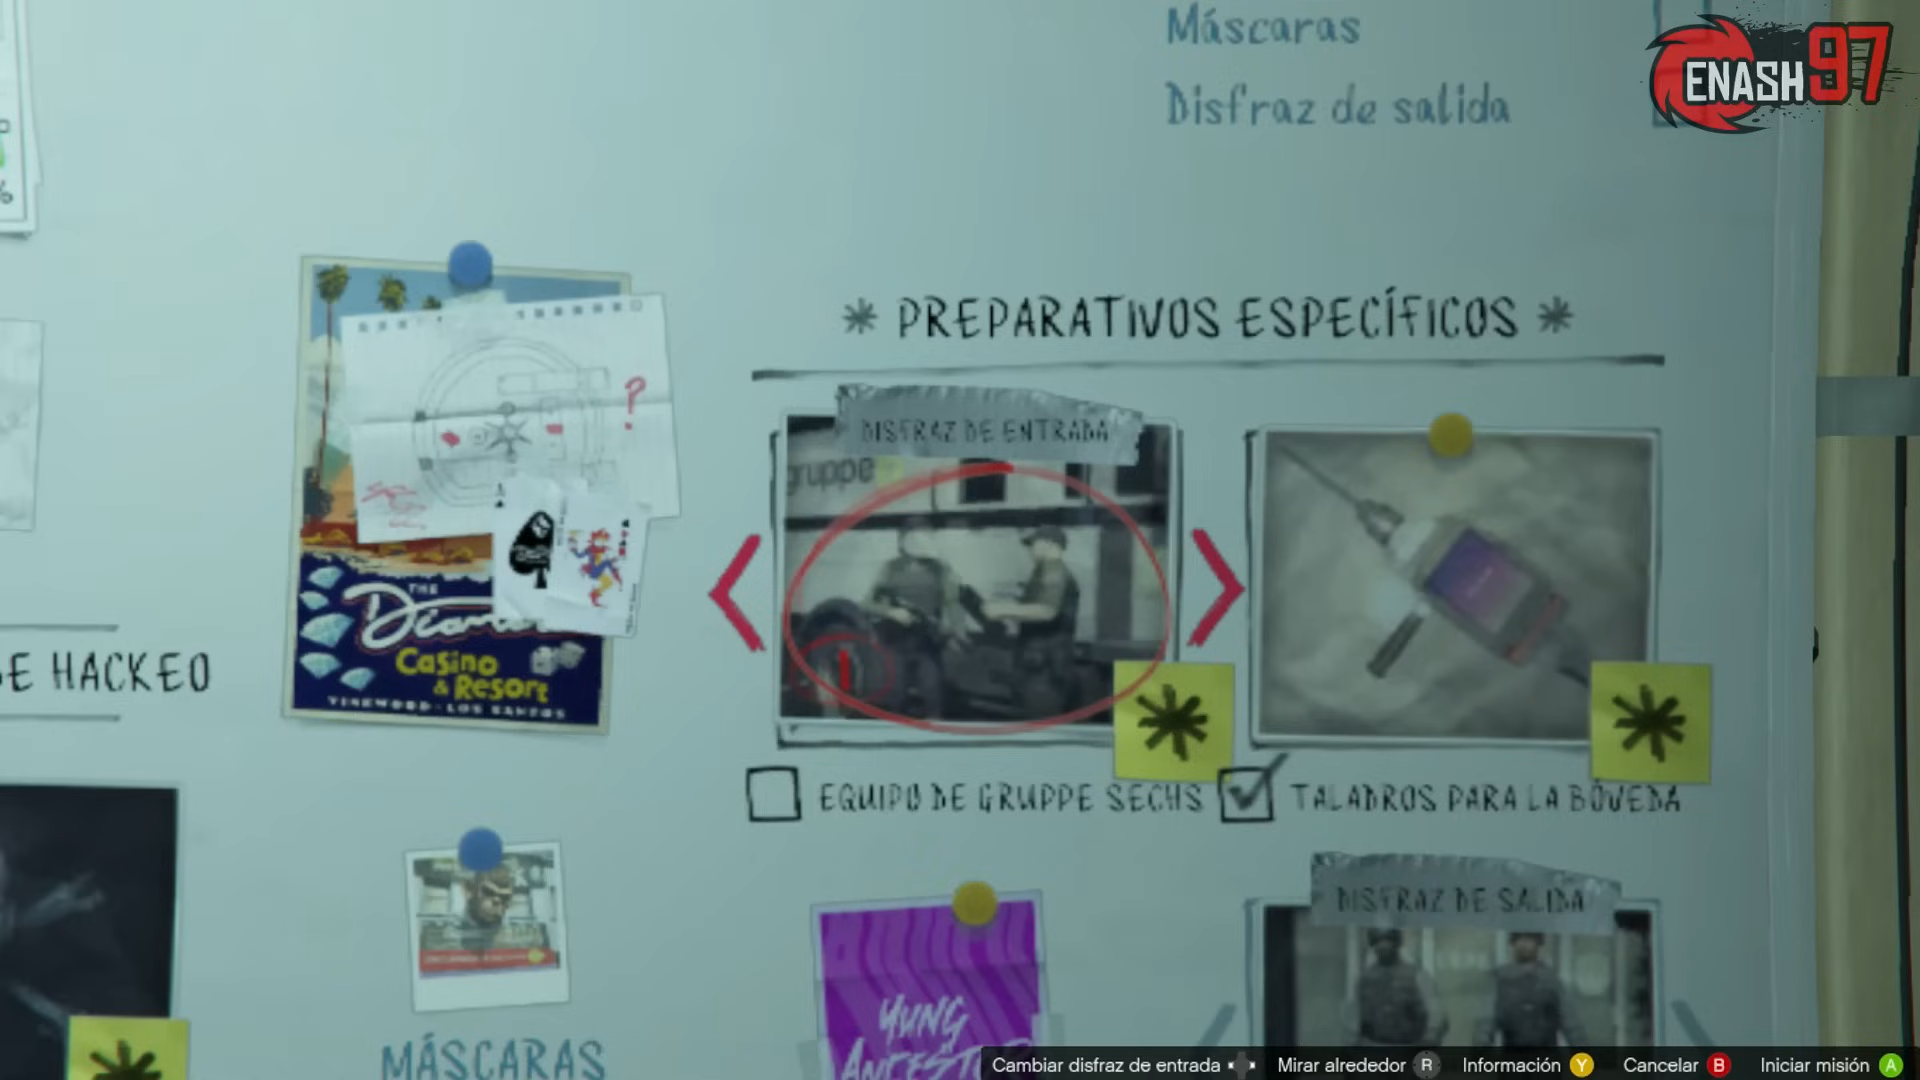 Máscaras
Disfraz de salida
ENASH97
%
* PREPARATIVOS ESPECÍFICOS *
?
DISFRAZ DE ENTRADA
gruppe
THE
Casino
& Resort
VINEWOOD - LOS SANTOS
E HACKEO
EQUIPO DE GRUPPE SECHS
TALADROS PARA LA BÓVEDA
DISFRAZ DE SALIDA
YUNG
MÁSCARAS
Cambiar disfraz de entrada
Mirar alrededor R
Información Y
Cancelar B
Iniciar misión A